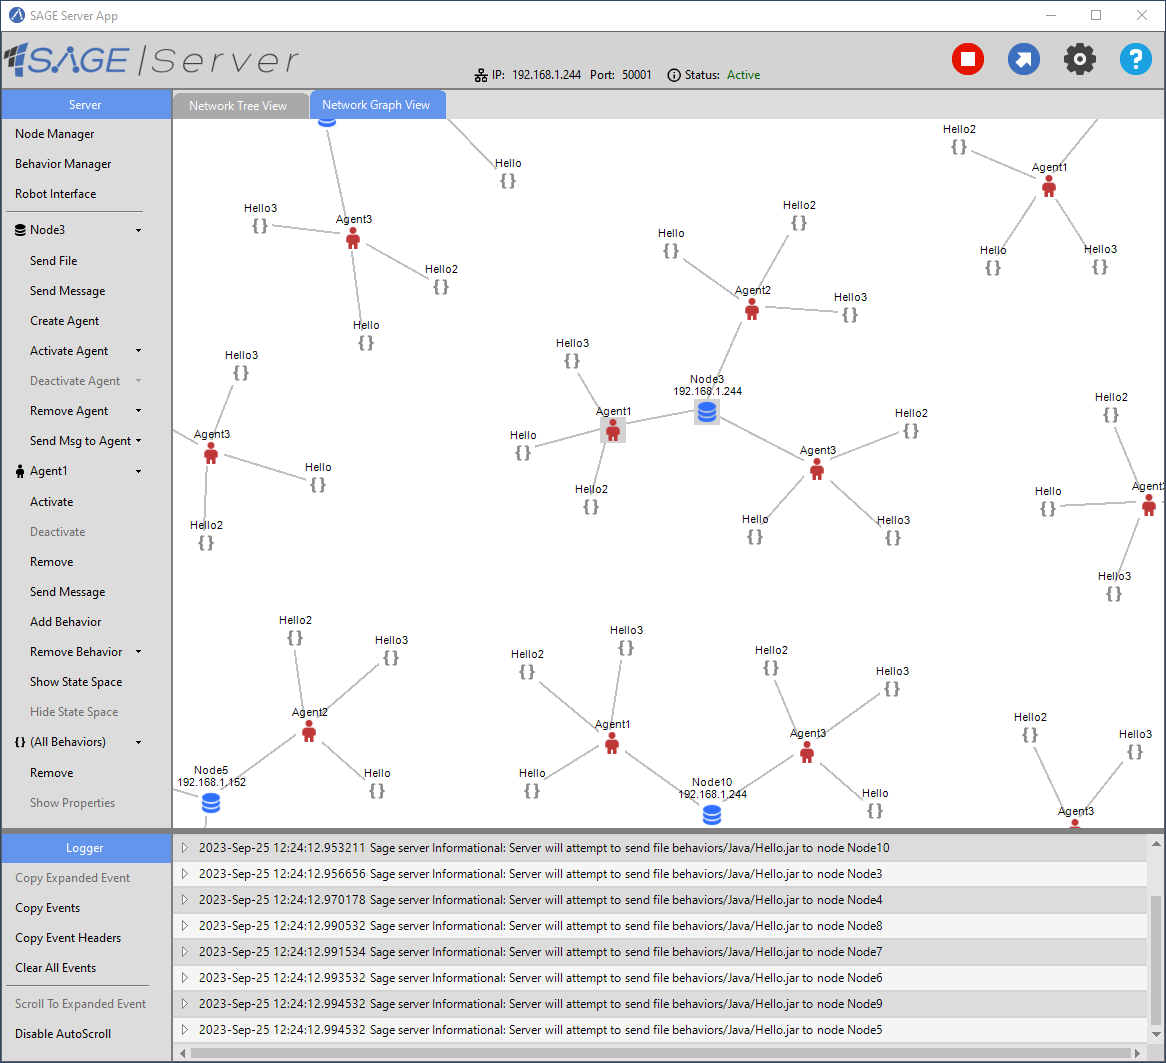 SAGE Server App
SAGE|Server
IP: 192.168.1.244 Port: 50001 Status: Active
?
Server
Node Manager
Behavior Manager
Robot Interface
Node3
Send File
Send Message
Create Agent
Activate Agent
Deactivate Agent
Remove Agent
Send Msg to Agent
Agent1
Activate
Deactivate
Remove
Send Message
Add Behavior
Remove Behavior
Show State Space
Hide State Space
{} (All Behaviors)
Remove
Show Properties
Network Tree View
Network Graph View
Hello
{}
Hello3
{}
Agent3
Hello2
{}
Hello
{}
Hello2
{}
Agent1
Hello
{}
Hello3
{}
Hello2
{}
Hello
{}
Agent2
Hello3
{}
Hello3
{}
Node3
192.168.1.244
Agent1
Hello
{}
Hello2
{}
Agent3
Hello2
{}
Hello
{}
Hello3
{}
Hello3
{}
Agent3
Hello
{}
Hello2
{}
Hello2
{}
Hello
{}
Agent3
Hello3
{}
Hello2
{}
Hello3
{}
Agent2
Hello
{}
Node5
192.168.1.152
Hello2
{}
Hello3
{}
Agent1
Hello
{}
Node10
192.168.1.244
Hello2
{}
Hello3
{}
Agent3
Hello
{}
Hello2
{}
Hello3
{}
Agent3
Logger
Copy Expanded Event
Copy Events
Copy Event Headers
Clear All Events
Scroll To Expanded Event
Disable AutoScroll
2023-Sep-25 12:24:12.953211 Sage server Informational: Server will attempt to send file behaviors/Java/Hello.jar to node Node10
2023-Sep-25 12:24:12.956656 Sage server Informational: Server will attempt to send file behaviors/Java/Hello.jar to node Node3
2023-Sep-25 12:24:12.970178 Sage server Informational: Server will attempt to send file behaviors/Java/Hello.jar to node Node4
2023-Sep-25 12:24:12.990532 Sage server Informational: Server will attempt to send file behaviors/Java/Hello.jar to node Node8
2023-Sep-25 12:24:12.991534 Sage server Informational: Server will attempt to send file behaviors/Java/Hello.jar to node Node7
2023-Sep-25 12:24:12.993532 Sage server Informational: Server will attempt to send file behaviors/Java/Hello.jar to node Node6
2023-Sep-25 12:24:12.994532 Sage server Informational: Server will attempt to send file behaviors/Java/Hello.jar to node Node9
2023-Sep-25 12:24:12.994532 Sage server Informational: Server will attempt to send file behaviors/Java/Hello.jar to node Node5